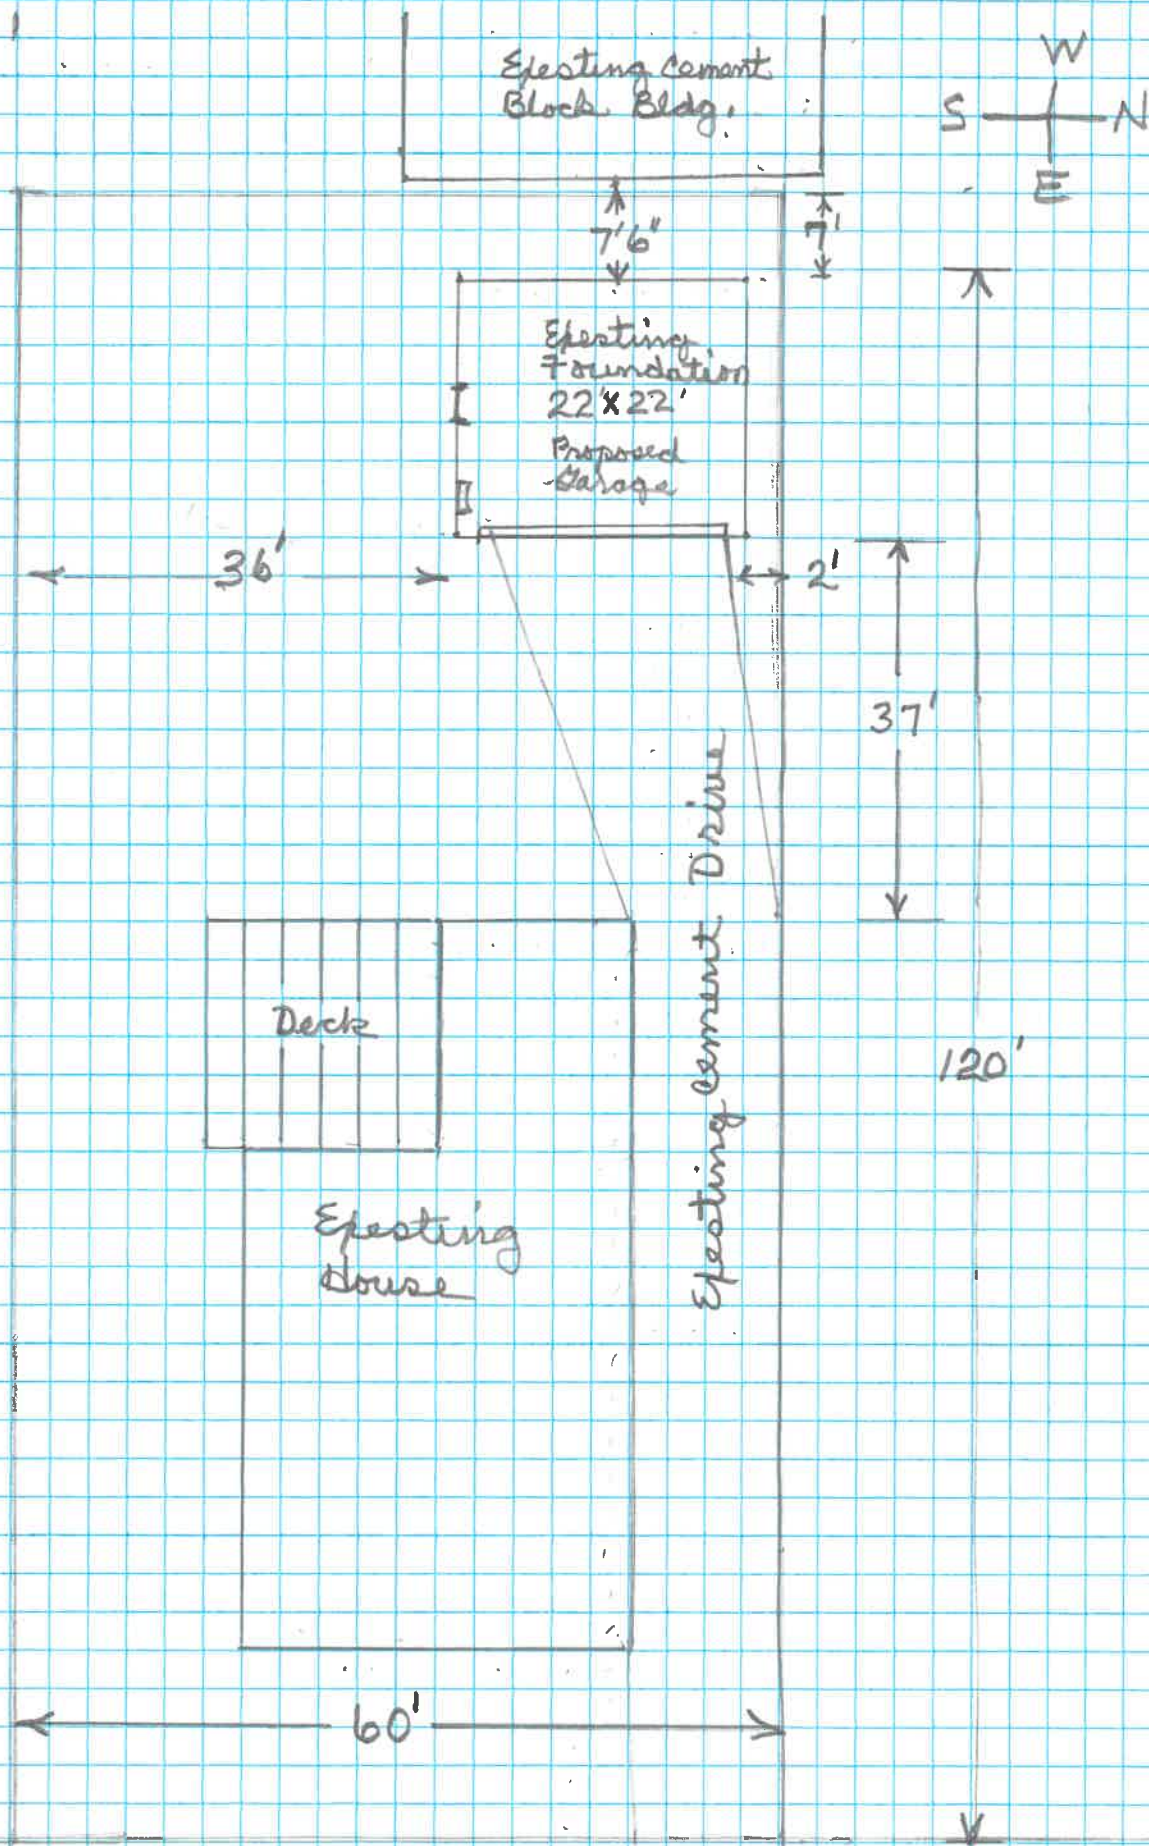 Existing Cement
Block Bldg.
W
S N
E
7'6"
7'
Existing
Foundation
22'x22'
Proposed
Garage
36'
2'
37'
Existing Cement Drive
Deck
120'
Existing
House
60'